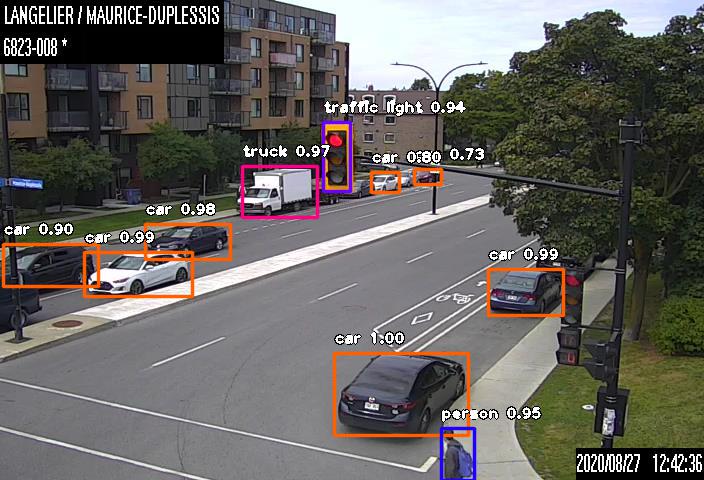 LANGELIER / MAURICE-DUPLESSIS
6823-008 *
traffic light 0.94
truck 0.97
car 0.80
0.73
car 0.98
car 0.90
car 0.99
car 0.99
car 1.00
person 0.95
2020/08/27 12:42:36